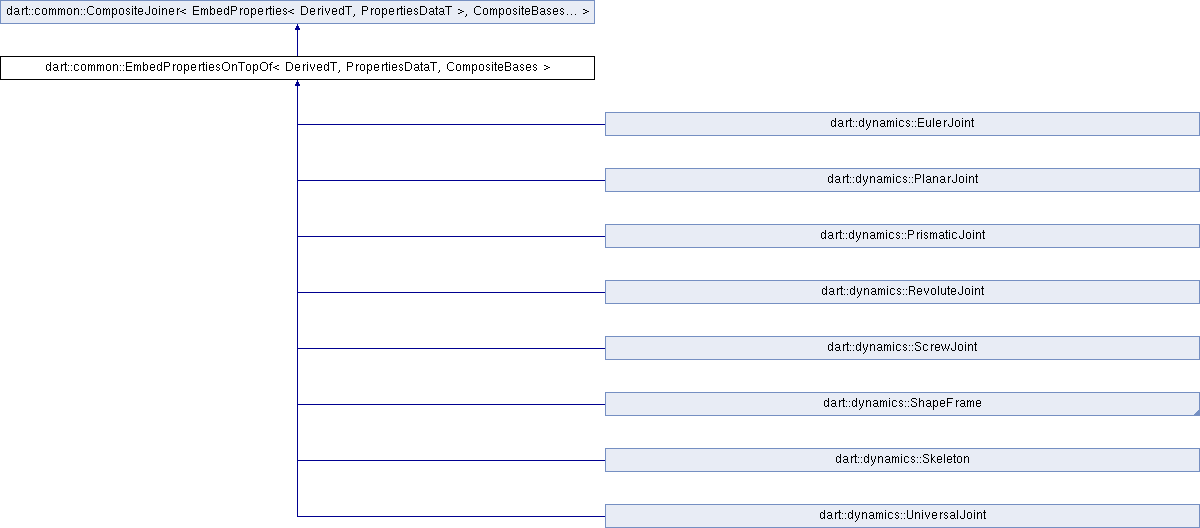 dart::common::CompositeJoiner< EmbedProperties< DerivedT, PropertiesDataT >, CompositeBases... >
dart::common::EmbedPropertiesOnTopOf< DerivedT, PropertiesDataT, CompositeBases >
dart::dynamics::EulerJoint
dart::dynamics::PlanarJoint
dart::dynamics::PrismaticJoint
dart::dynamics::RevoluteJoint
dart::dynamics::ScrewJoint
dart::dynamics::ShapeFrame
dart::dynamics::Skeleton
dart::dynamics::UniversalJoint